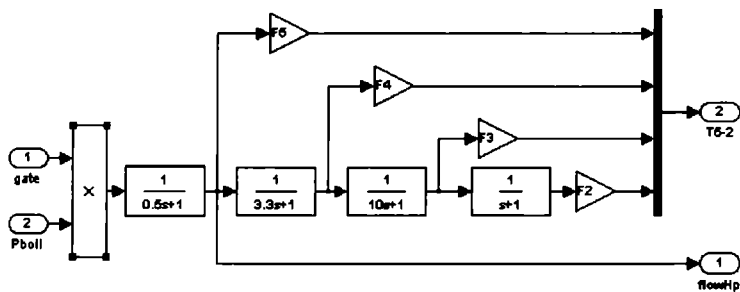 F5
F4
F3
2
T5-2
1
gate
×
1
0.5s+1
1
3.3s+1
1
10s+1
1
s+1
F2
2
Pboil
1
flowHp